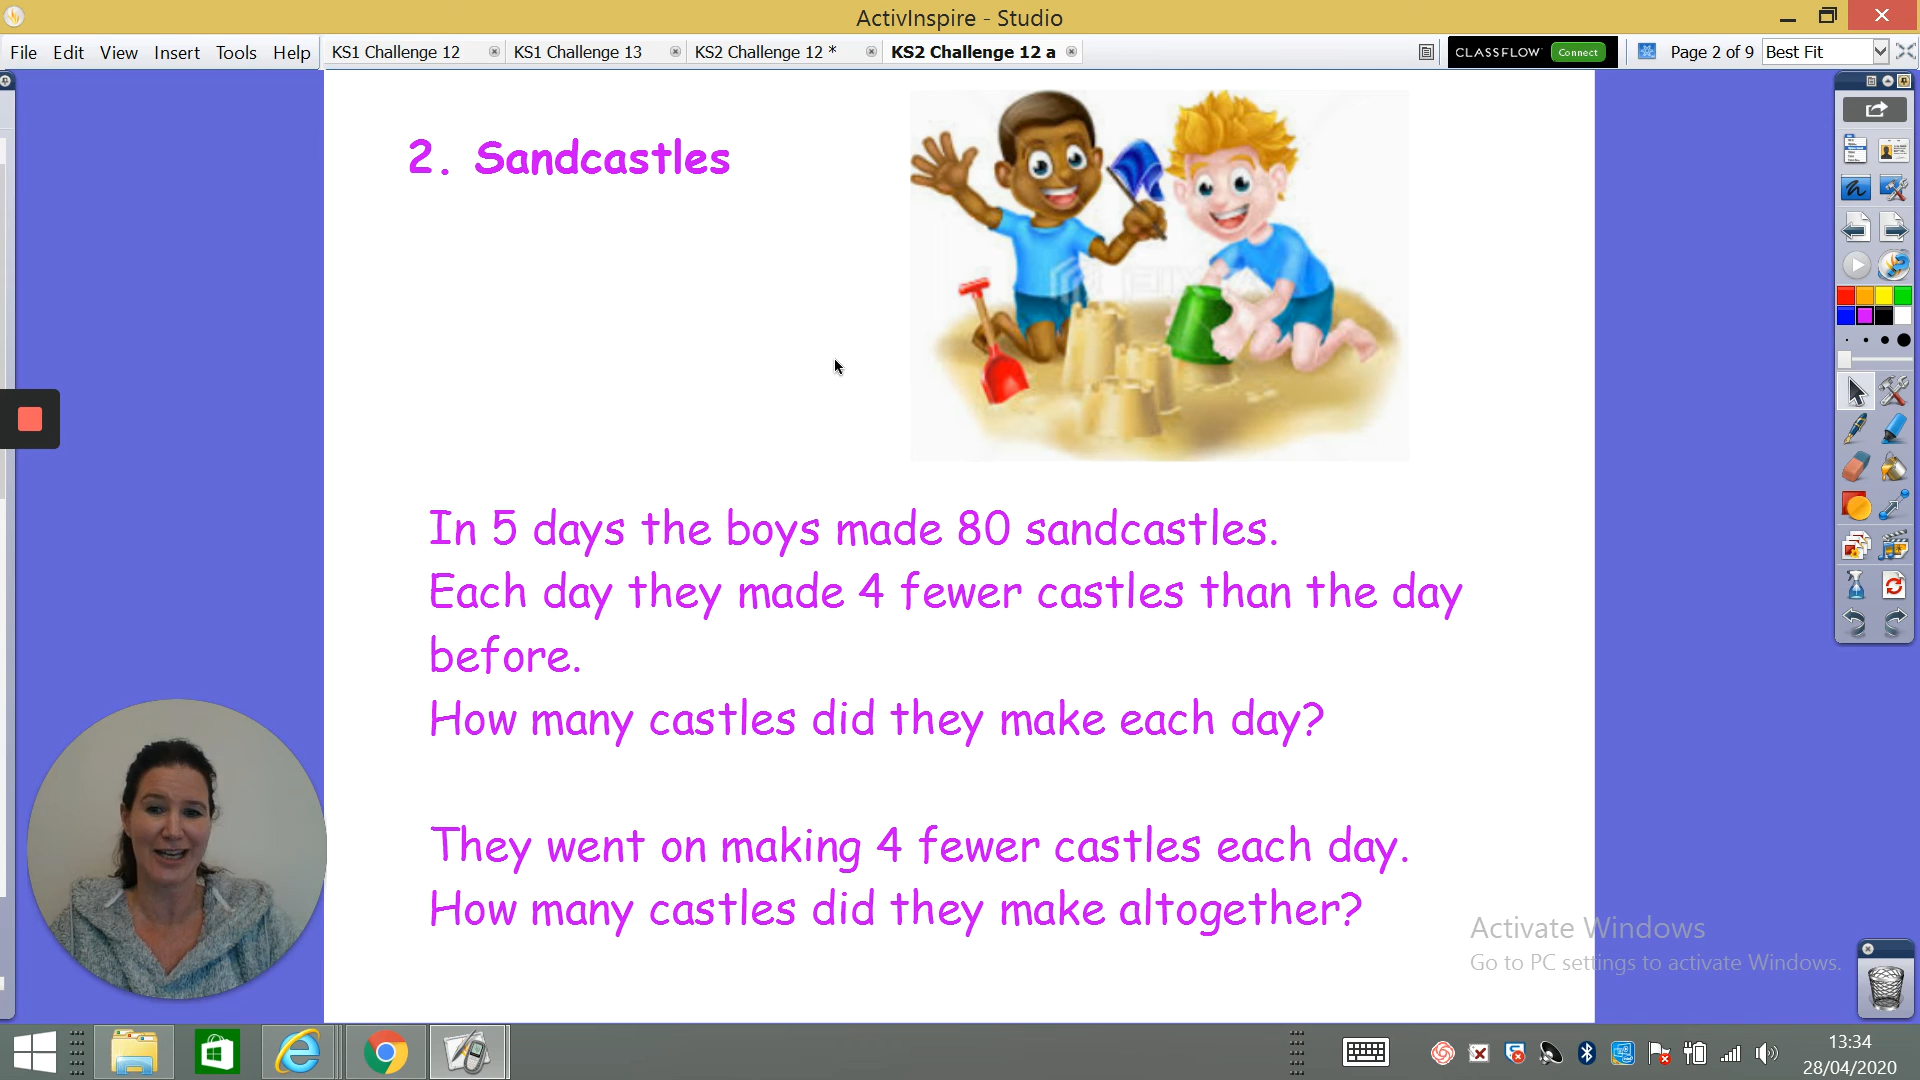 ActivInspire - Studio
File Edit View Insert Tools Help
KS1 Challenge 12 KS1 Challenge 13 KS2 Challenge 12 * KS2 Challenge 12 a
CLASSFLOW Connect
Page 2 of 9 Best Fit
2. Sandcastles
In 5 days the boys made 80 sandcastles.
Each day they made 4 fewer castles than the day
before.
How many castles did they make each day?
They went on making 4 fewer castles each day.
How many castles did they make altogether?
Activate Windows
Go to PC settings to activate Windows.
13:34
28/04/2020